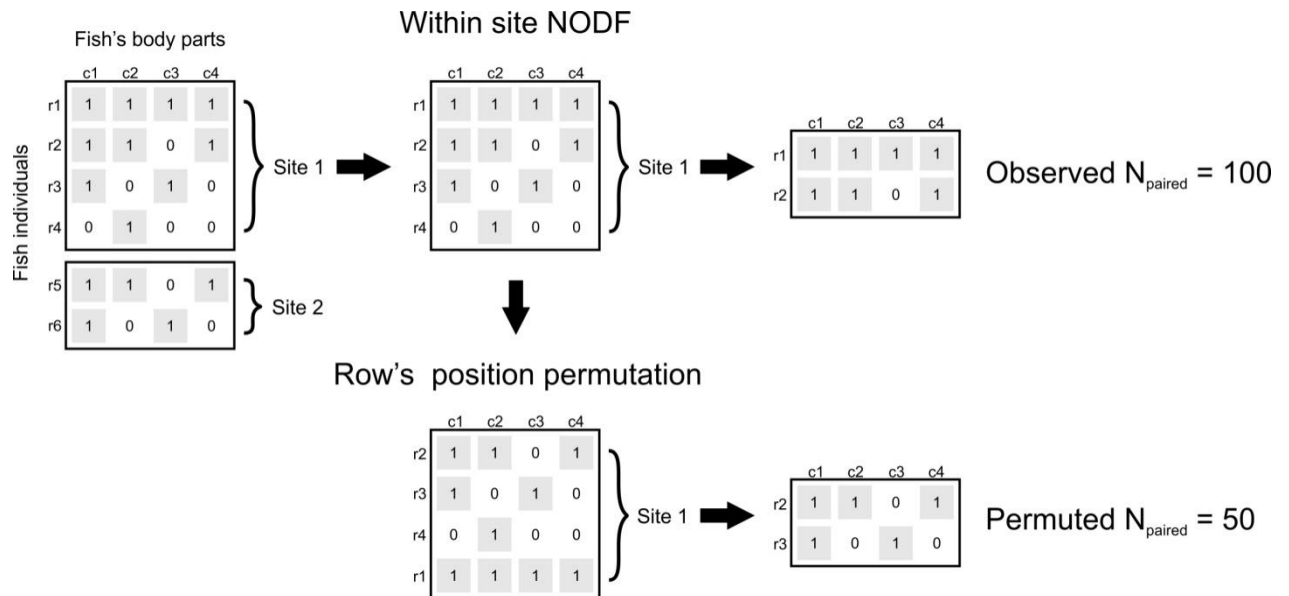 Within site NODF
Fish's body parts
Fish individuals
c1 c2 c3 c4
r1 1 1 1 1
r2 1 1 0 1
r3 1 0 1 0
r4 0 1 0 0
Site 1
r5 1 1 0 1
r6 1 0 1 0
Site 2
c1 c2 c3 c4
r1 1 1 1 1
r2 1 1 0 1
r3 1 0 1 0
r4 0 1 0 0
Site 1
c1 c2 c3 c4
r1 1 1 1 1
r2 1 1 0 1
Observed Npaired = 100
Row's position permutation
c1 c2 c3 c4
r2 1 1 0 1
r3 1 0 1 0
r4 0 1 0 0
r1 1 1 1 1
Site 1
c1 c2 c3 c4
r2 1 1 0 1
r3 1 0 1 0
Permuted Npaired = 50